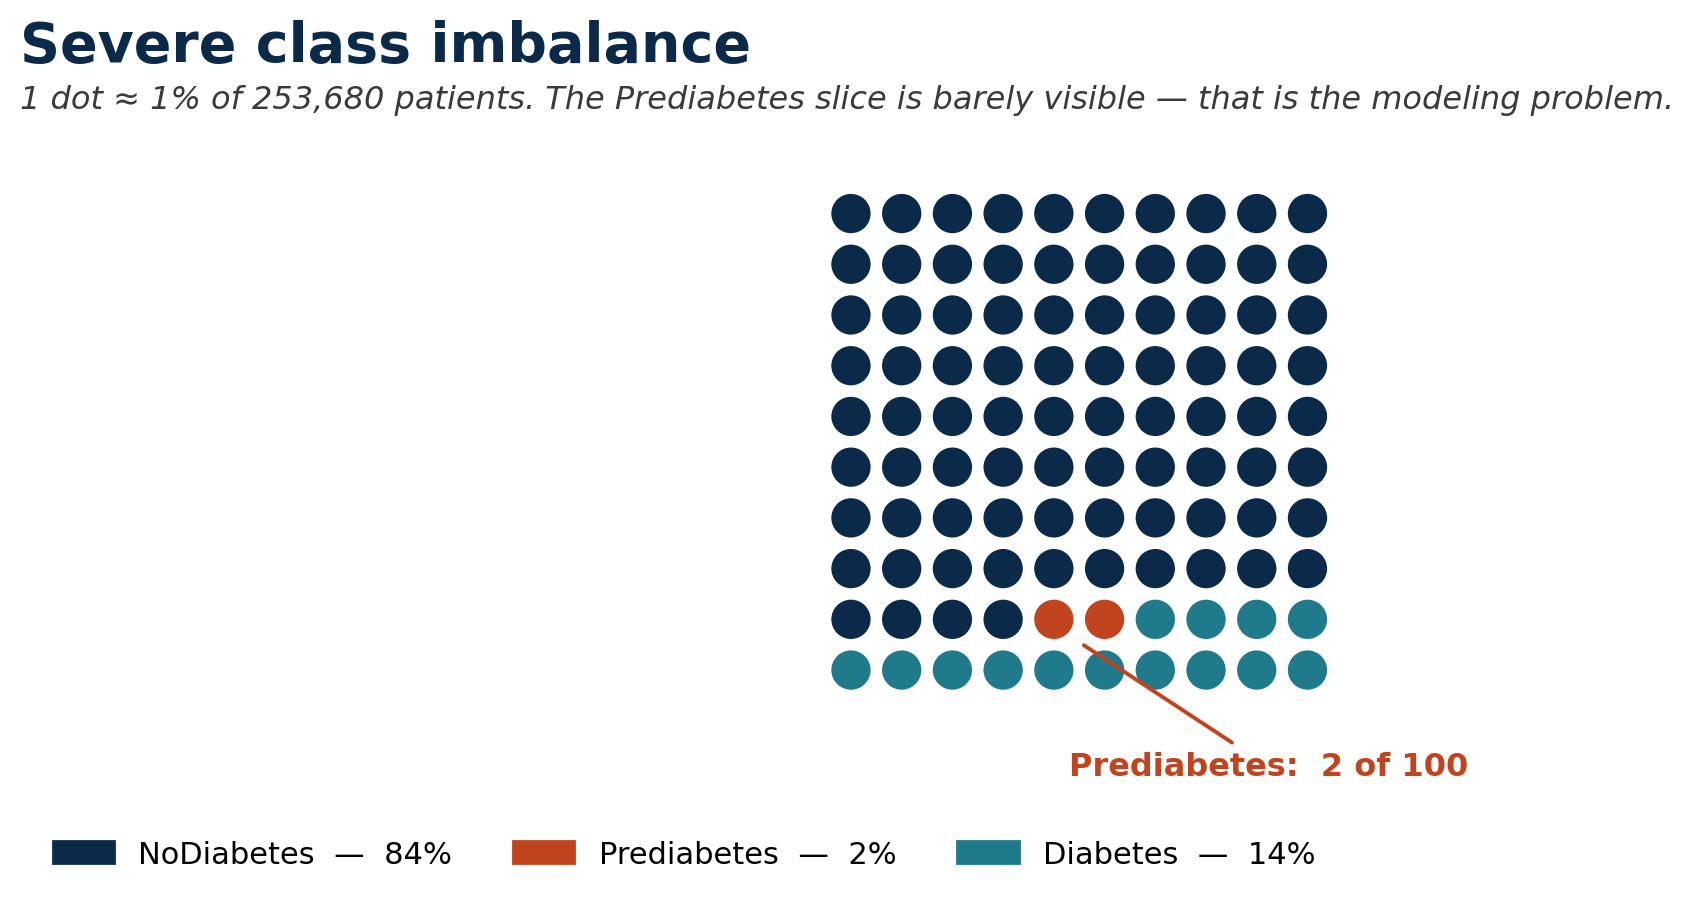 Severe class imbalance
1 dot ≈ 1% of 253,680 patients. The Prediabetes slice is barely visible — that is the modeling problem.
Prediabetes:  2 of 100
NoDiabetes  —  84%
Prediabetes  —  2%
Diabetes  —  14%